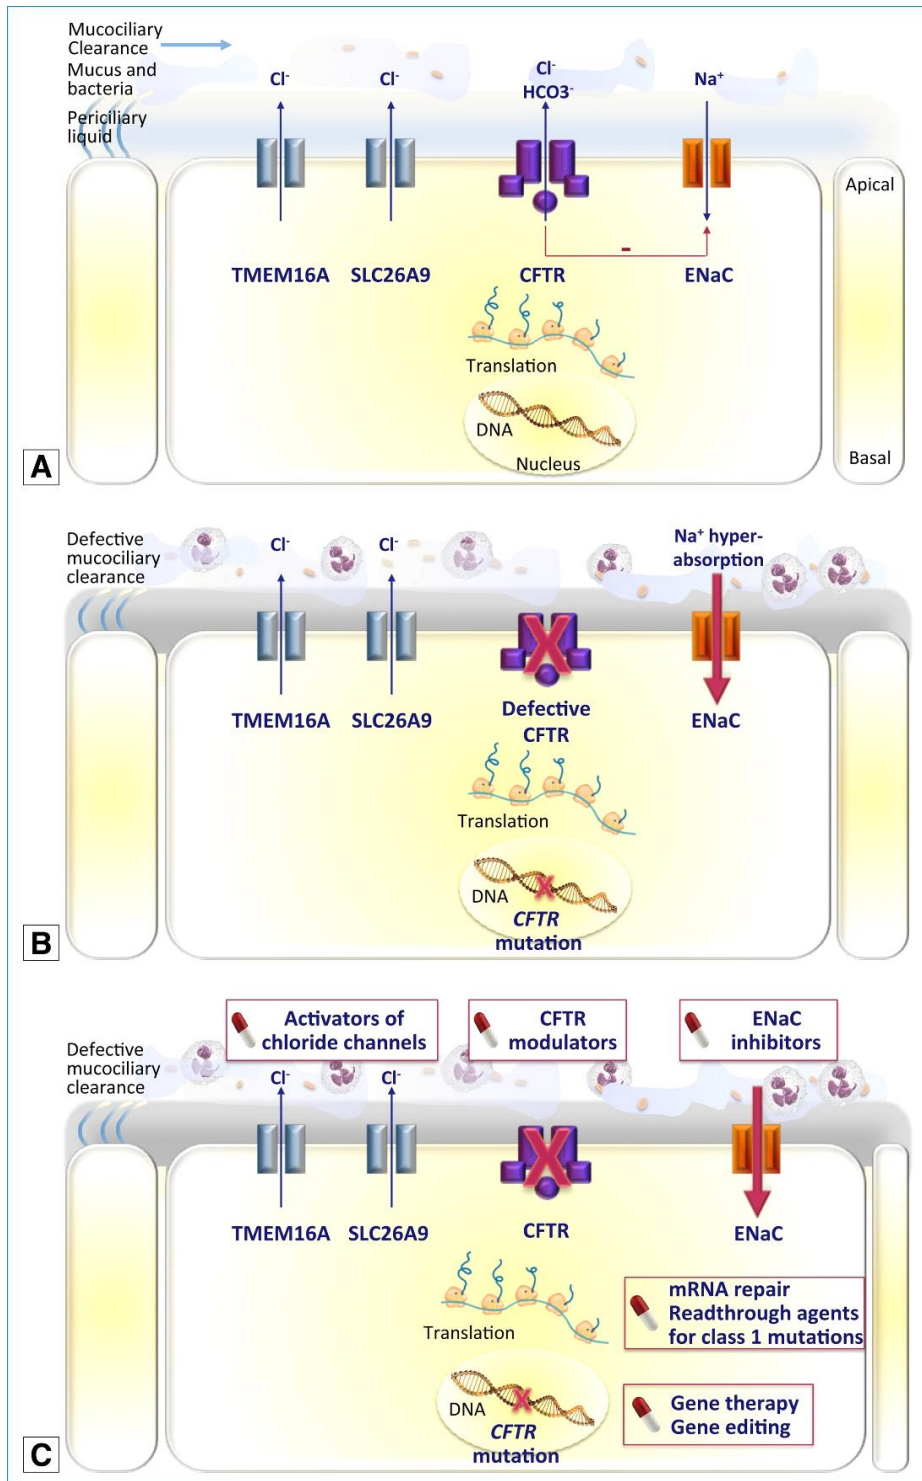 Mucociliary
Clearance
Mucus and
bacteria
Periciliary
liquid
Cl-
Cl-
Cl-
HCO3-
Na+
Apical
-
TMEM16A
SLC26A9
CFTR
ENaC
Translation
DNA
Nucleus
Basal
A
Defective
mucociliary
clearance
Cl-
Cl-
Na+ hyper-
absorption
TMEM16A
SLC26A9
X
Defective
CFTR
ENaC
Translation
DNA
X
CFTR
mutation
B
Activators of
chloride channels
CFTR
modulators
ENaC
inhibitors
Defective
mucociliary
clearance
Cl-
Cl-
X
TMEM16A
SLC26A9
CFTR
ENaC
mRNA repair
Readthrough agents
for class 1 mutations
Translation
DNA
X
CFTR
mutation
Gene therapy
Gene editing
C